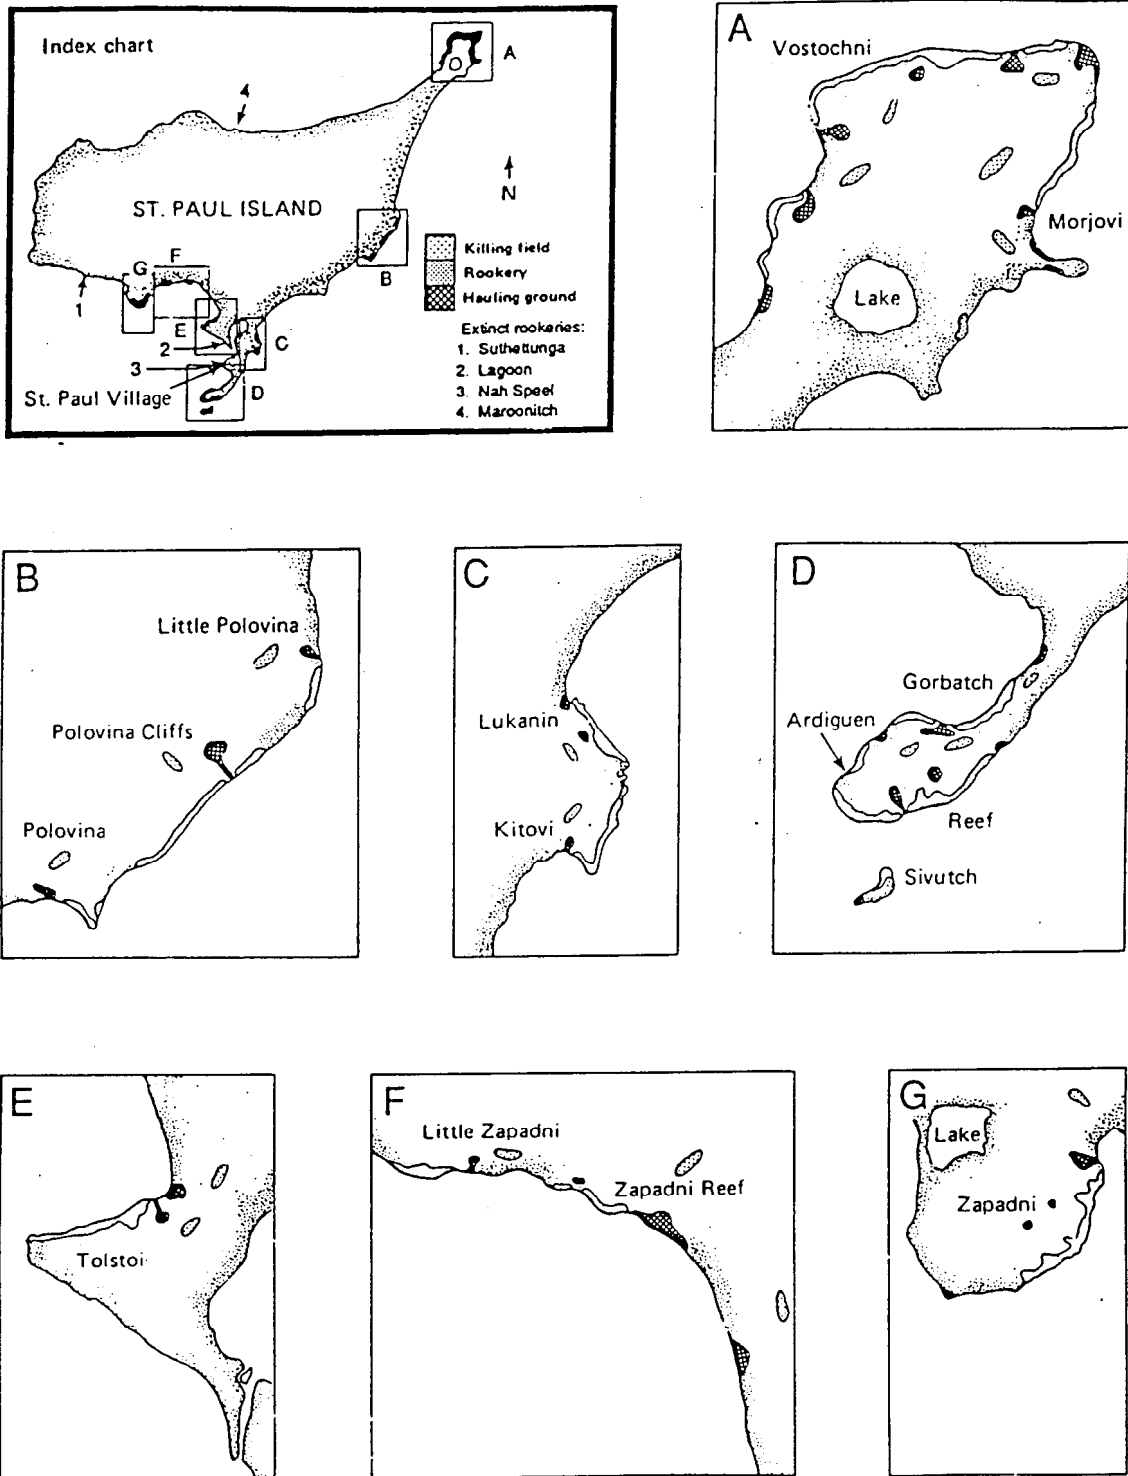 Index chart
A
4
N
ST. PAUL ISLAND
Killing field
Rookery
Hauling ground
B
F
G
1
E
2
C
3
St. Paul Village
D
Extinct rookeries:
1. Suthettunga
2. Lagoon
3. Nah Speel
4. Maroonitch
A
Vostochni
Morjovi
Lake
B
Little Polovina
Polovina Cliffs
Polovina
C
Lukanin
Kitovi
D
Gorbatch
Ardiguen
Reef
Sivutch
E
Tolstoi
F
Little Zapadni
Zapadni Reef
G
Lake
Zapadni